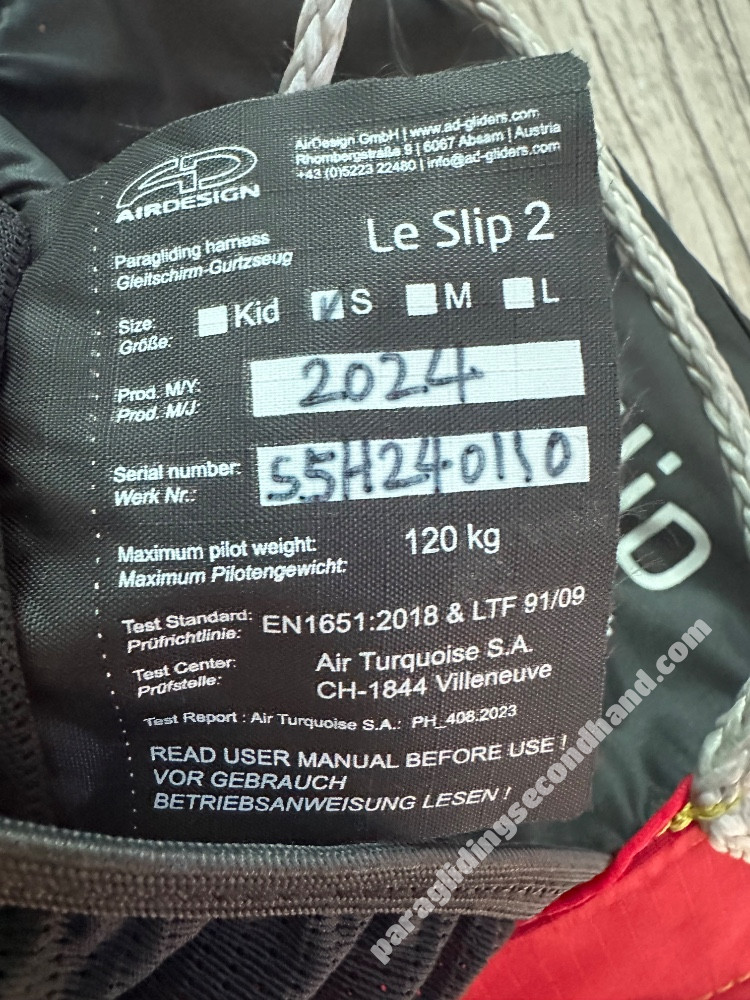 AD
AIRDESIGN
AirDesign GmbH | www.ad-gliders.com
Rhombergstraße 9 | 6067 Absam | Austria
+43 (0)5223 22480 | info@ad-gliders.com
Paragliding harness
Gleitschirm-Gurtzseug
Le Slip 2
Size: Kid S M L
Größe:
Prod. M/Y: 2024
Prod. M/J:
Serial number: S5H24-0110
Werk Nr.:
Maximum pilot weight: 120 kg
Maximum Pilotengewicht:
Test Standard: EN1651:2018 & LTF 91/09
Prüfrichtlinie:
Test Center: Air Turquoise S.A.
Prüfstelle: CH-1844 Villeneuve
Test Report : Air Turquoise S.A.: PH_408.2023
READ USER MANUAL BEFORE USE !
VOR GEBRAUCH
BETRIEBSANWEISUNG LESEN !
paraglidingsecondhand.com